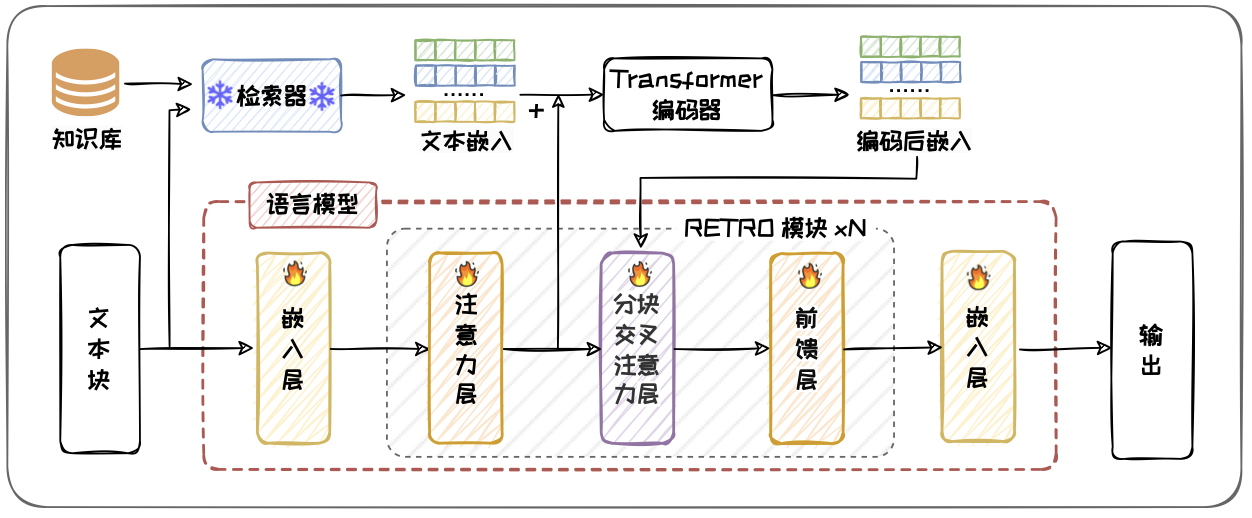 知识库
检索器
......
+
文本嵌入
Transformer
编码器
......
编码后嵌入
语言模型
RETRO 模块 xN
文
本
块
嵌
入
层
注
意
力
层
分块
交叉
注意
力层
前
馈
层
嵌
入
层
输
出